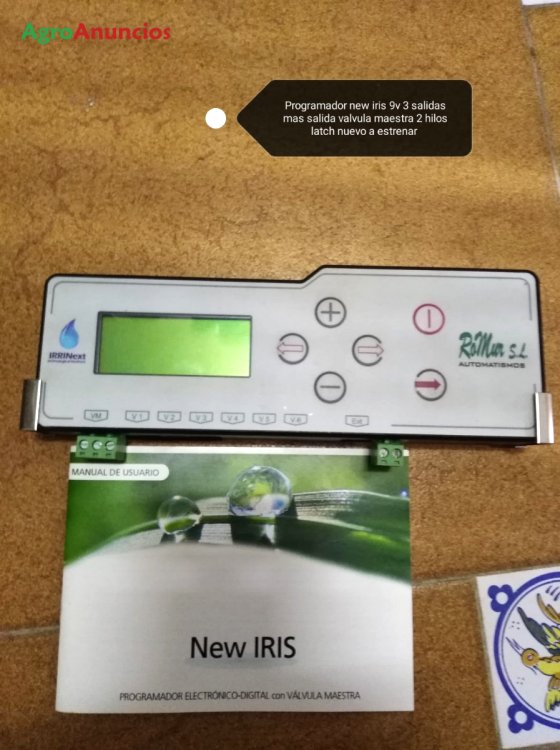 AgroAnuncios
Programador new iris 9v 3 salidas
mas salida valvula maestra 2 hilos
latch nuevo a estrenar
IRRINext
RoMur S.L.
AUTOMATISMOS
VM V1 V2 V3 V4 V5 V6
MANUAL DE USUARIO
New IRIS
PROGRAMADOR ELECTRÓNICO-DIGITAL con VÁLVULA MAESTRA